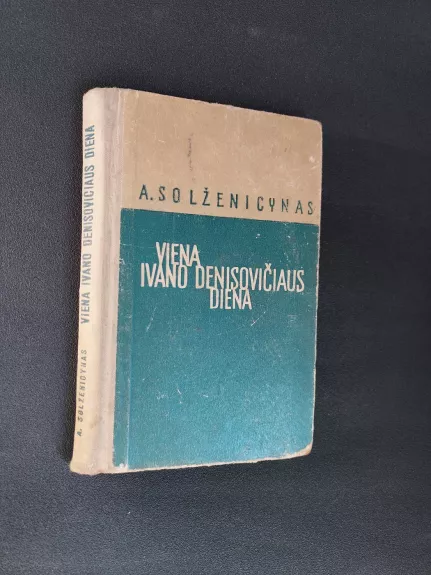 A. SOLŽENICYNAS
VIENA
IVANO DENISOVIČIAUS
DIENA
A. SOLŽENICYNAS VIENA IVANO DENISOVIČIAUS DIENA